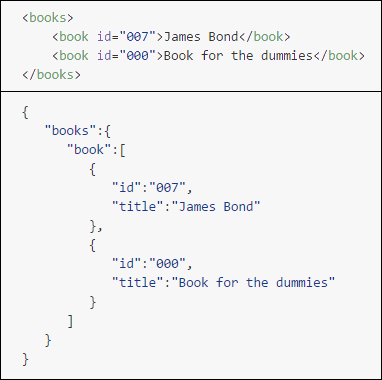 <books>
    <book id="007">James Bond</book>
    <book id="000">Book for the dummies</book>
</books>
{
   "books":{
      "book":[
         {
            "id":"007",
            "title":"James Bond"
         },
         {
            "id":"000",
            "title":"Book for the dummies"
         }
      ]
   }
}